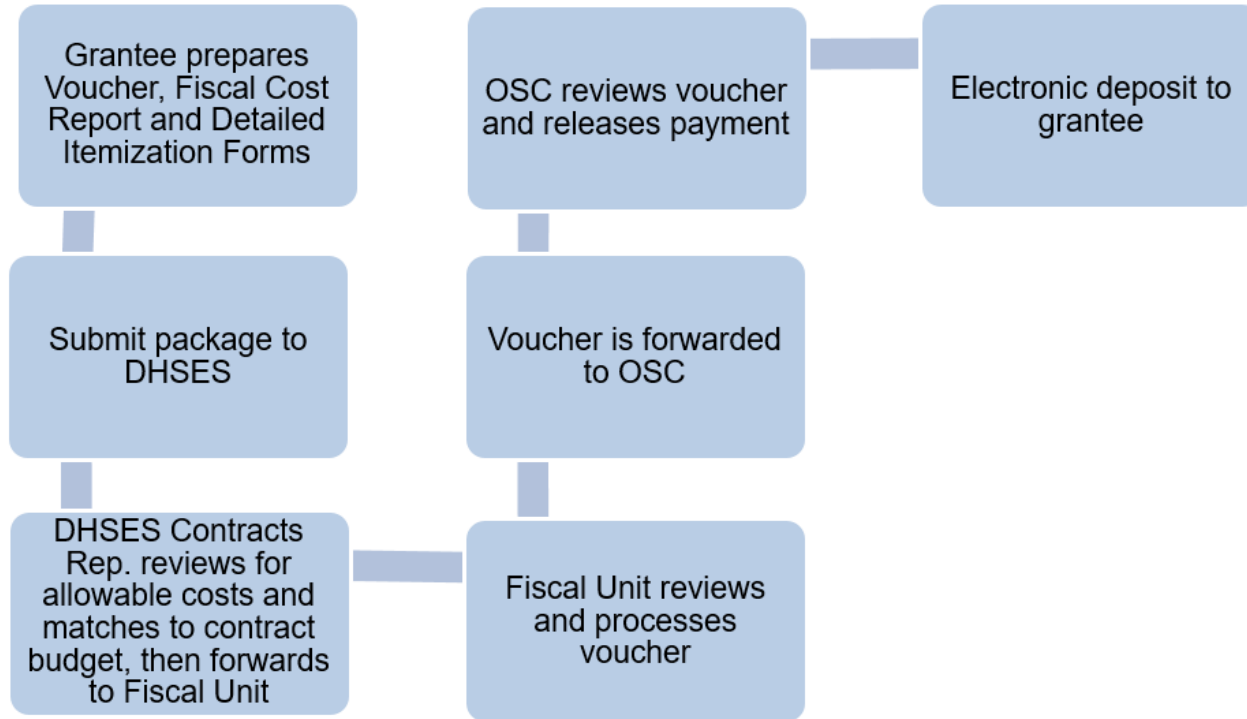 Grantee prepares
Voucher, Fiscal Cost
Report and Detailed
Itemization Forms
Submit package to
DHSES
DHSES Contracts
Rep. reviews for
allowable costs and
matches to contract
budget, then forwards
to Fiscal Unit
Fiscal Unit reviews
and processes
voucher
Voucher is forwarded
to OSC
OSC reviews voucher
and releases payment
Electronic deposit to
grantee